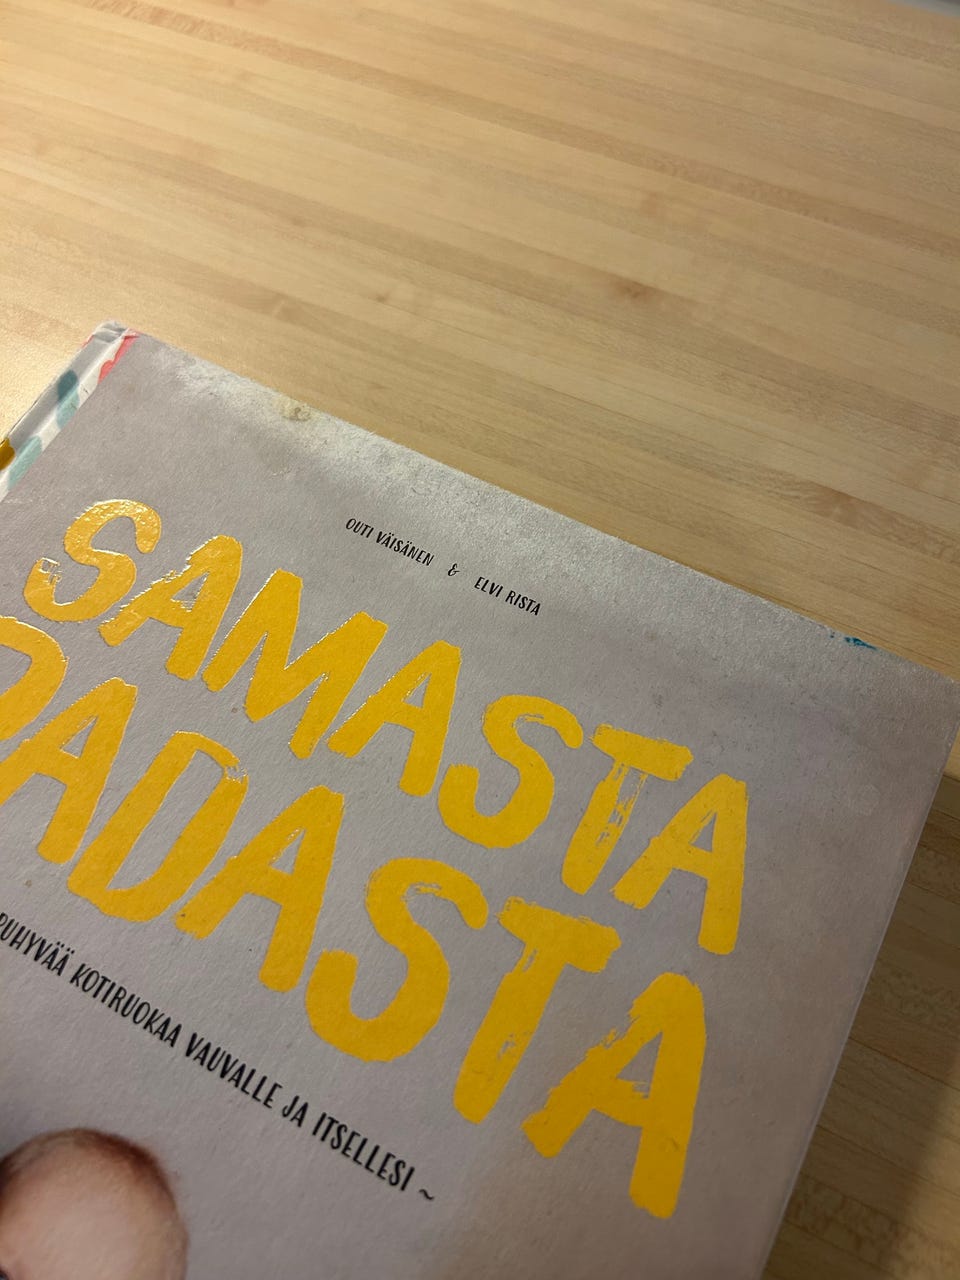 OUTI VÄISÄNEN & ELVI RISTA
SAMASTA
PADASTA
KOTIRUOKAA VAUVALLE JA ITSELLESI ~